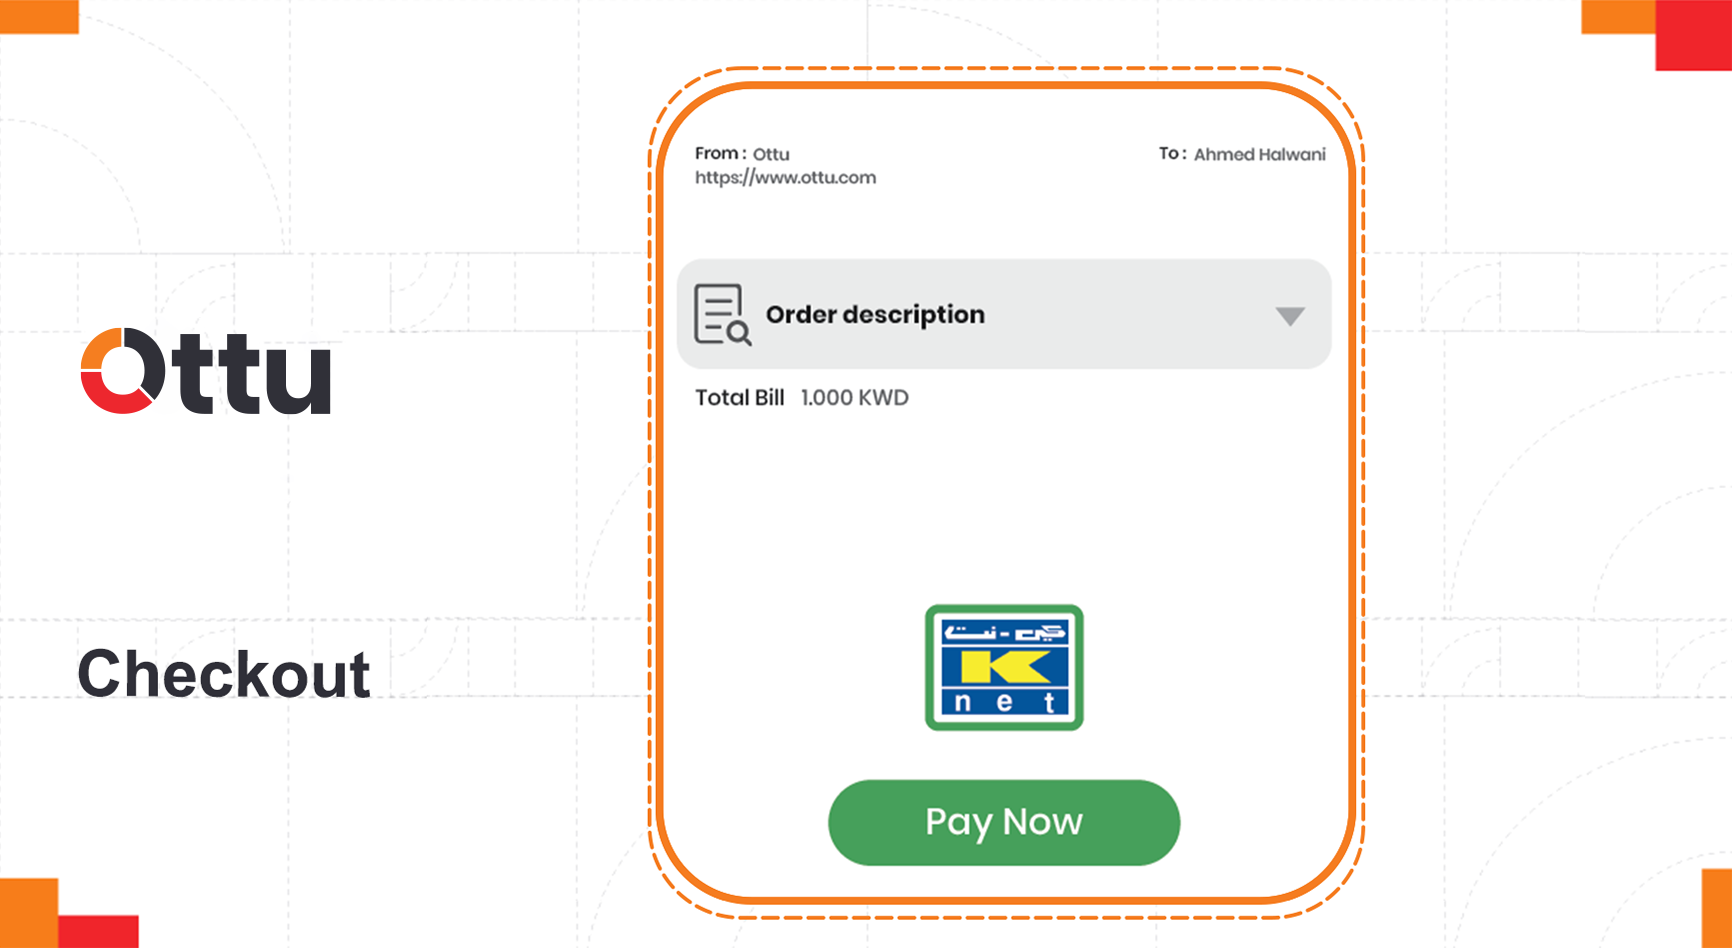 Ottu
Checkout
From : Ottu
https://www.ottu.com
To : Ahmed Halwani
Order description
Total Bill 1.000 KWD
كي-نت
K
net
Pay Now